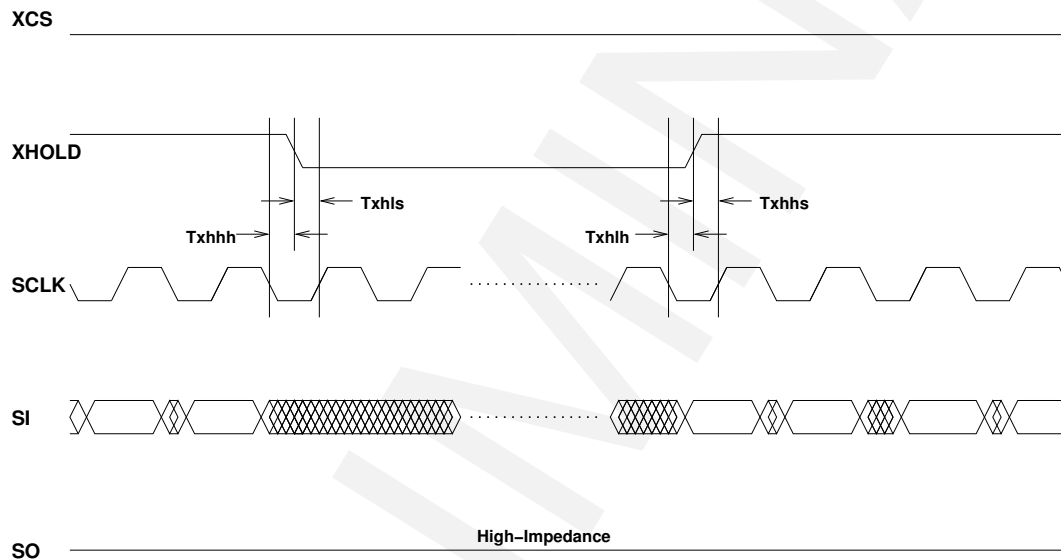 XCS
XHOLD
Txhls
Txhhs
Txhhh
Txhlh
SCLK
SI
High-Impedance
SO